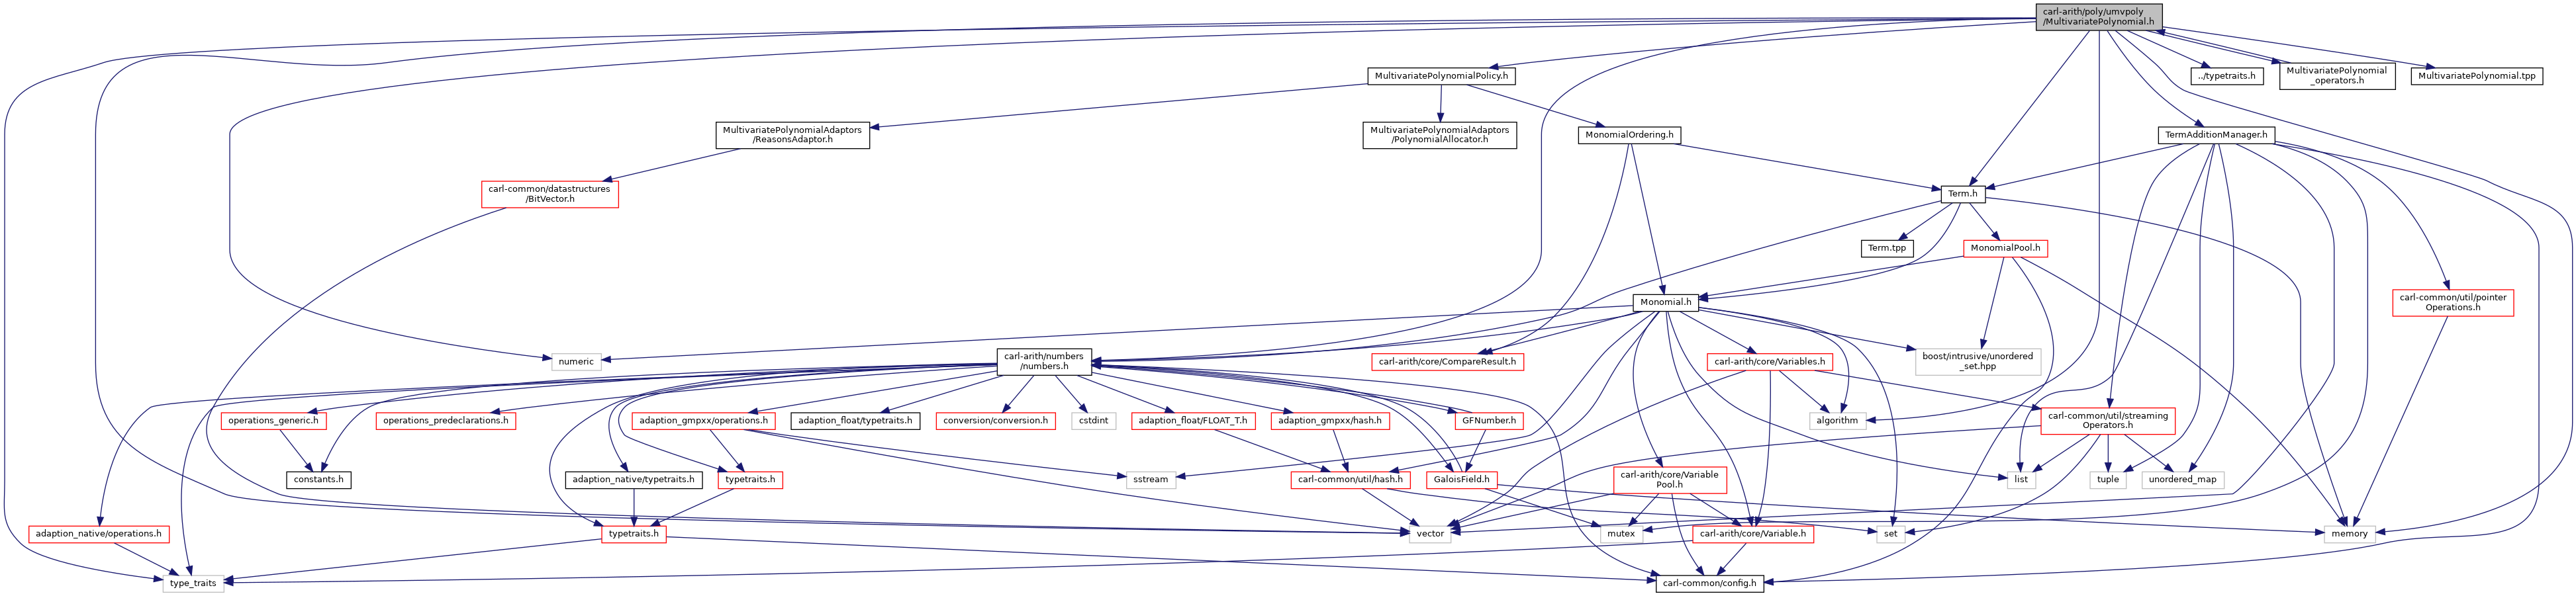 carl-arith/poly/umvpoly
/MultivariatePolynomial.h
MultivariatePolynomialPolicy.h
../typetraits.h
MultivariatePolynomial
_operators.h
MultivariatePolynomial.tpp
MultivariatePolynomialAdaptors
/ReasonsAdaptor.h
MultivariatePolynomialAdaptors
/PolynomialAllocator.h
MonomialOrdering.h
TermAdditionManager.h
carl-common/datastructures
/BitVector.h
Term.h
Term.tpp
MonomialPool.h
Monomial.h
carl-common/util/pointer
Operations.h
numeric
carl-arith/numbers
/numbers.h
carl-arith/core/CompareResult.h
carl-arith/core/Variables.h
boost/intrusive/unordered
_set.hpp
operations_generic.h
operations_predeclarations.h
adaption_gmpxx/operations.h
adaption_float/typetraits.h
conversion/conversion.h
cstdint
adaption_float/FLOAT_T.h
adaption_gmpxx/hash.h
GFNumber.h
algorithm
carl-common/util/streaming
Operators.h
constants.h
adaption_native/typetraits.h
typetraits.h
sstream
carl-common/util/hash.h
GaloisField.h
carl-arith/core/Variable
Pool.h
list
tuple
unordered_map
adaption_native/operations.h
typetraits.h
vector
mutex
carl-arith/core/Variable.h
set
memory
type_traits
carl-common/config.h